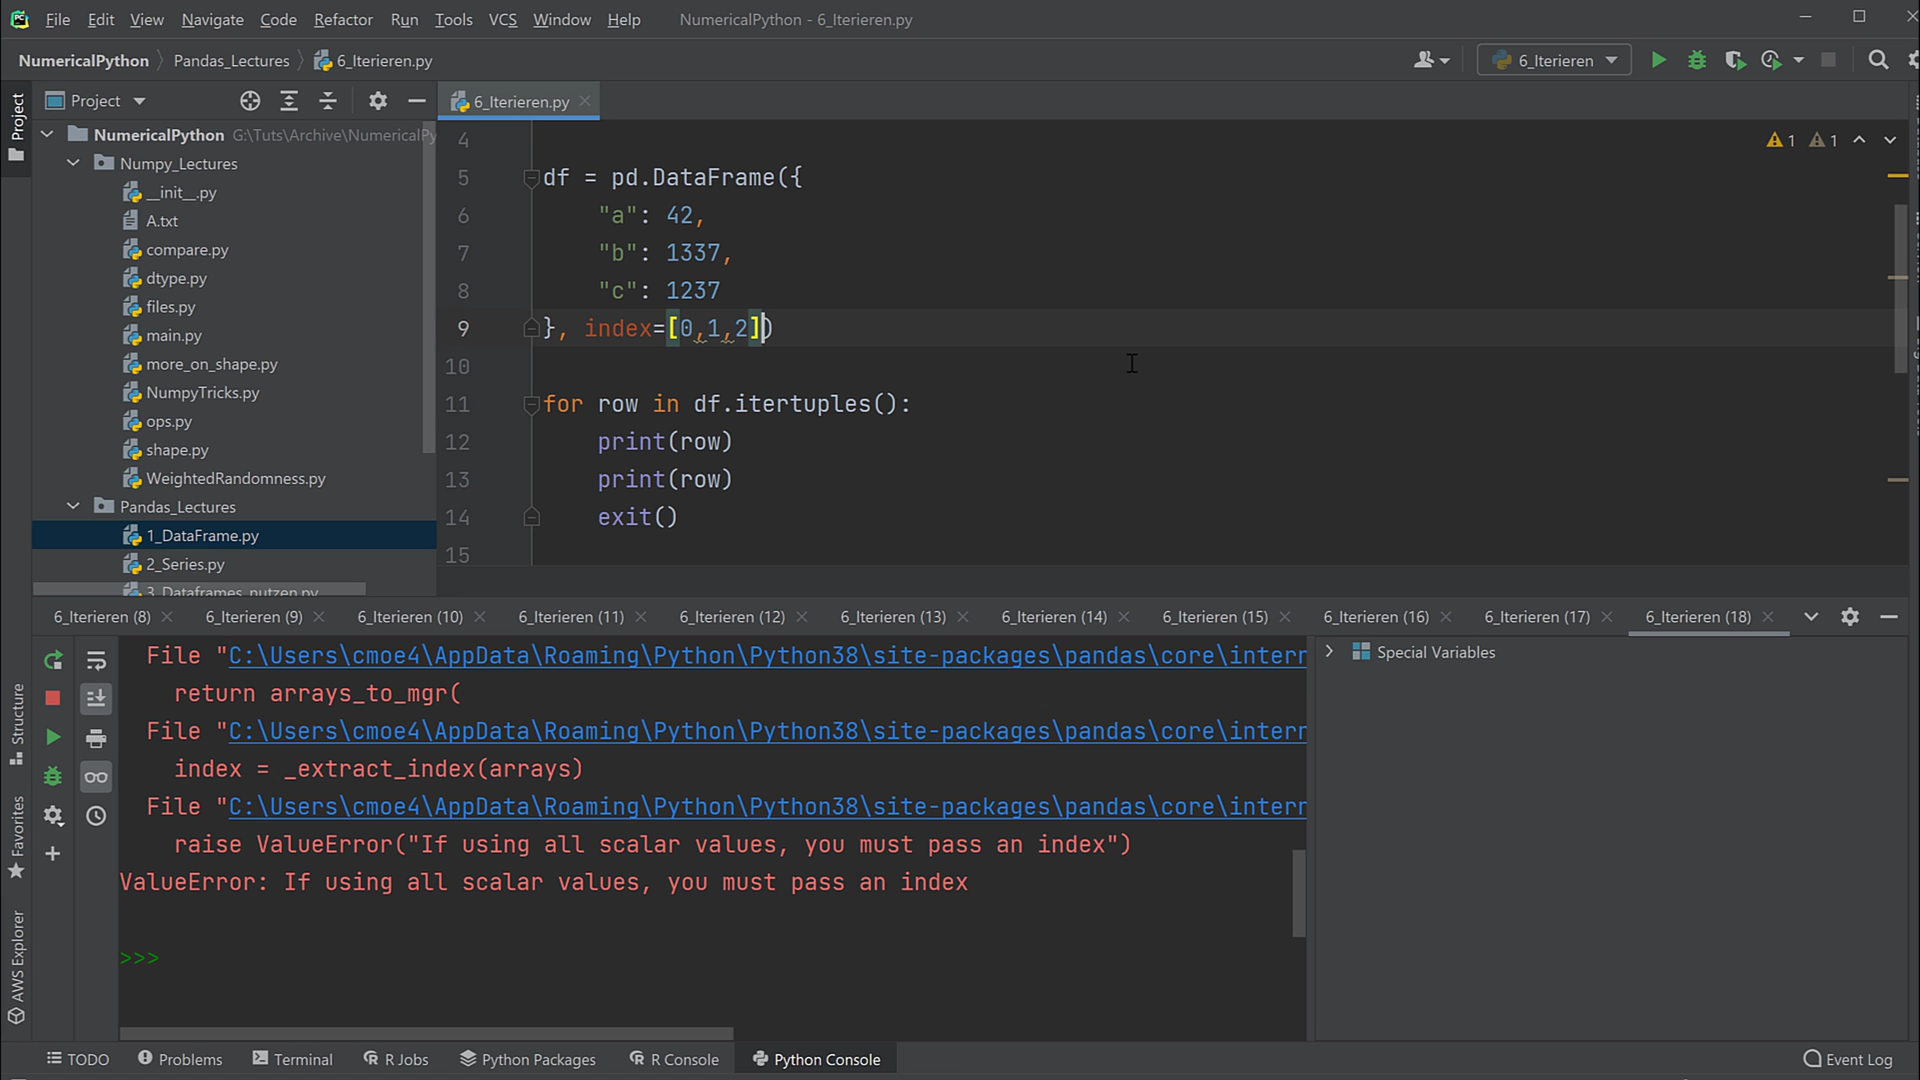 PC
File Edit View Navigate Code Refactor Run Tools VCS Window Help NumericalPython - 6_Iterieren.py
NumericalPython Pandas_Lectures 6_Iterieren.py 6_Iterieren
Project
Project
6_Iterieren.py
NumericalPython G:\Tuts\Archive\NumericalPy
Numpy_Lectures
__init__.py
A.txt
compare.py
dtype.py
files.py
main.py
more_on_shape.py
NumpyTricks.py
ops.py
shape.py
WeightedRandomness.py
Pandas_Lectures
1_DataFrame.py
2_Series.py
3_Dataframes_nutzen.py
1 1
4
5 df = pd.DataFrame({
6 "a": 42,
7 "b": 1337,
8 "c": 1237
9 }, index=[0,1,2])
10
11 for row in df.itertuples():
12 print(row)
13 print(row)
14 exit()
15
6_Iterieren (8) 6_Iterieren (9) 6_Iterieren (10) 6_Iterieren (11) 6_Iterieren (12) 6_Iterieren (13) 6_Iterieren (14) 6_Iterieren (15) 6_Iterieren (16) 6_Iterieren (17) 6_Iterieren (18)
File "C:\Users\cmoe4\AppData\Roaming\Python\Python38\site-packages\pandas\core\intern
return arrays_to_mgr(
File "C:\Users\cmoe4\AppData\Roaming\Python\Python38\site-packages\pandas\core\intern
index = _extract_index(arrays)
File "C:\Users\cmoe4\AppData\Roaming\Python\Python38\site-packages\pandas\core\intern
raise ValueError("If using all scalar values, you must pass an index")
ValueError: If using all scalar values, you must pass an index
>>>
Special Variables
Structure
Favorites
AWS Explorer
TODO Problems Terminal R Jobs Python Packages R Console Python Console Event Log